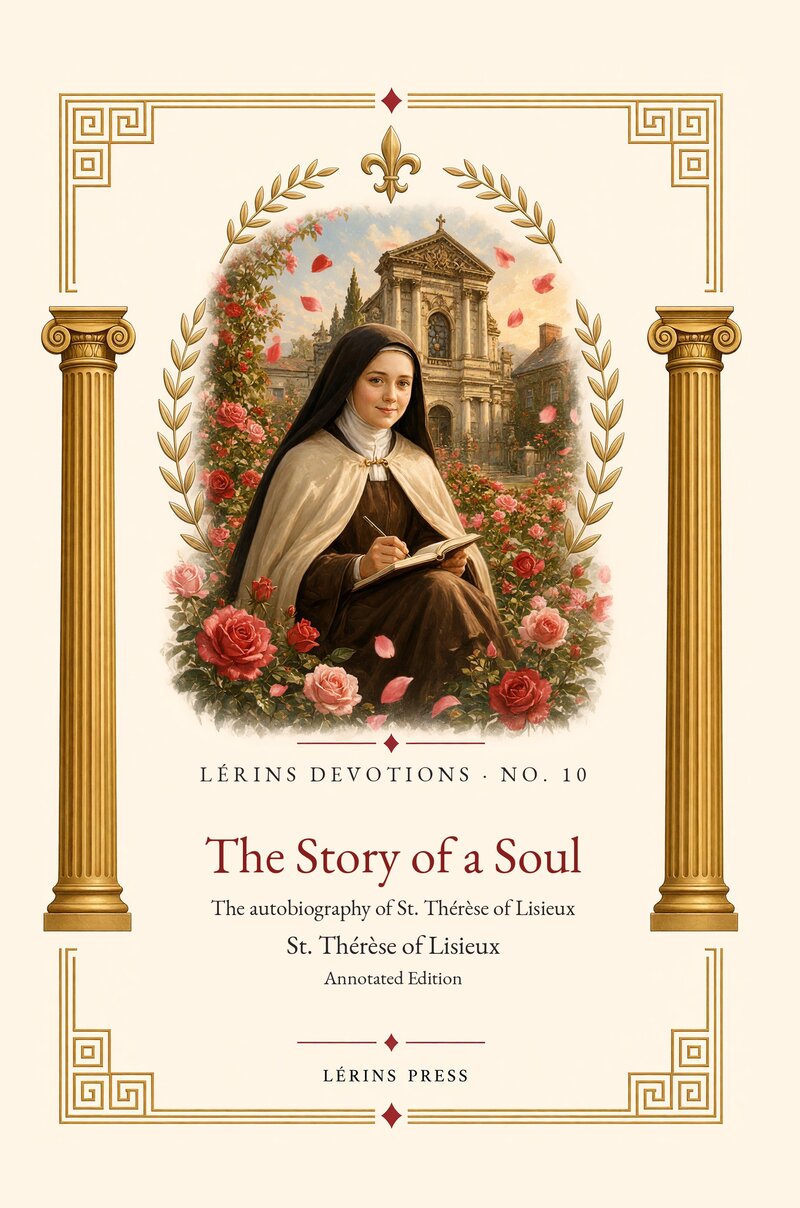 LÉRINS DEVOTIONS · NO. 10
The Story of a Soul
The autobiography of St. Thérèse of Lisieux
St. Thérèse of Lisieux
Annotated Edition
LÉRINS PRESS